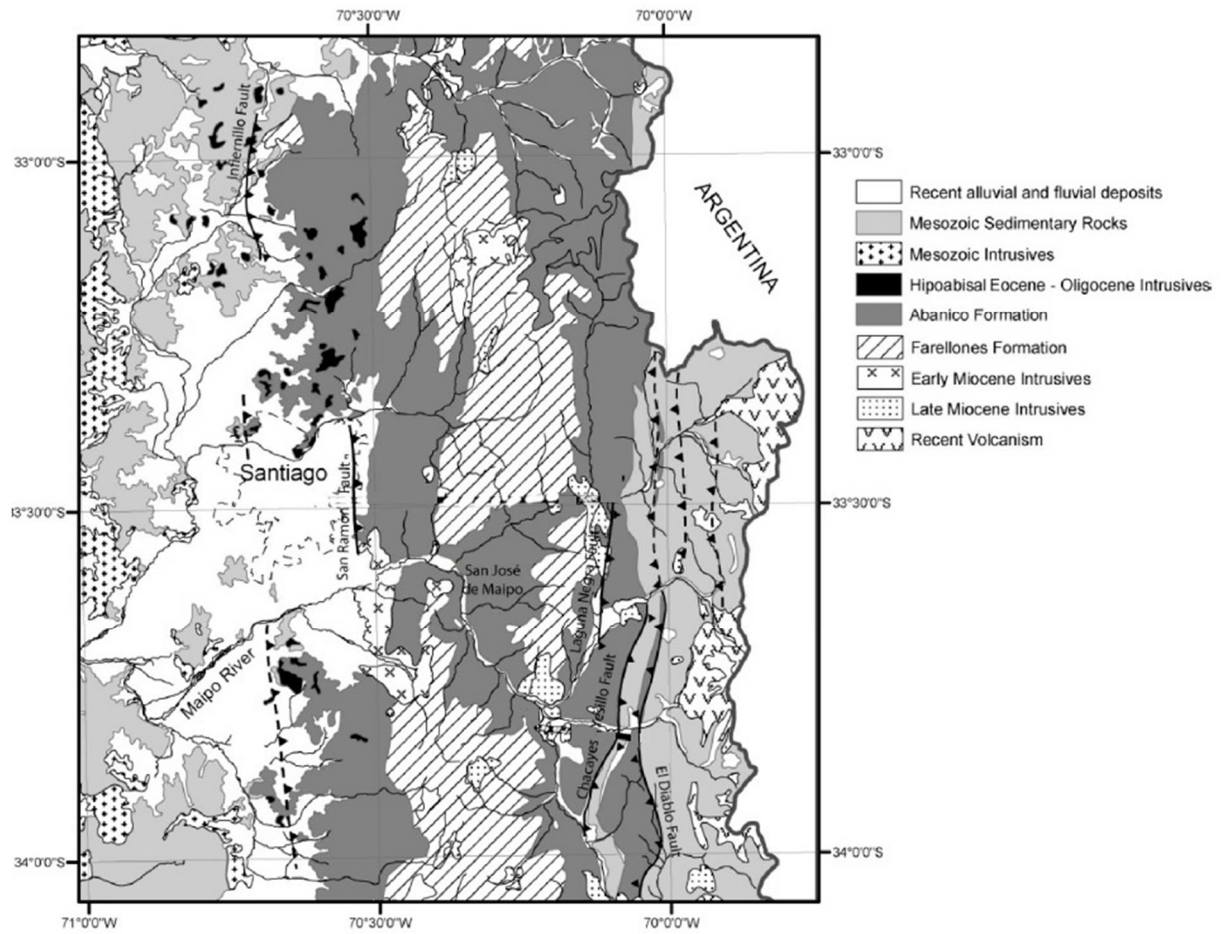 70°30'0"W
70°0'0"W
Infiernillo Fault
33°0'0"S
33°0'0"S
ARGENTINA
Recent alluvial and fluvial deposits
Mesozoic Sedimentary Rocks
Mesozoic Intrusives
Hipoabisal Eocene - Oligocene Intrusives
Abanico Formation
Farellones Formation
Early Miocene Intrusives
Late Miocene Intrusives
Recent Volcanism
Santiago
San Ramon Fault
33°30'0"S
33°30'0"S
San José
de Maipo
Laguna Negra Fault
Maipo River
Chacayes
Fault
El Diablo Fault
34°0'0"S
34°0'0"S
71°0'0"W
70°30'0"W
70°0'0"W